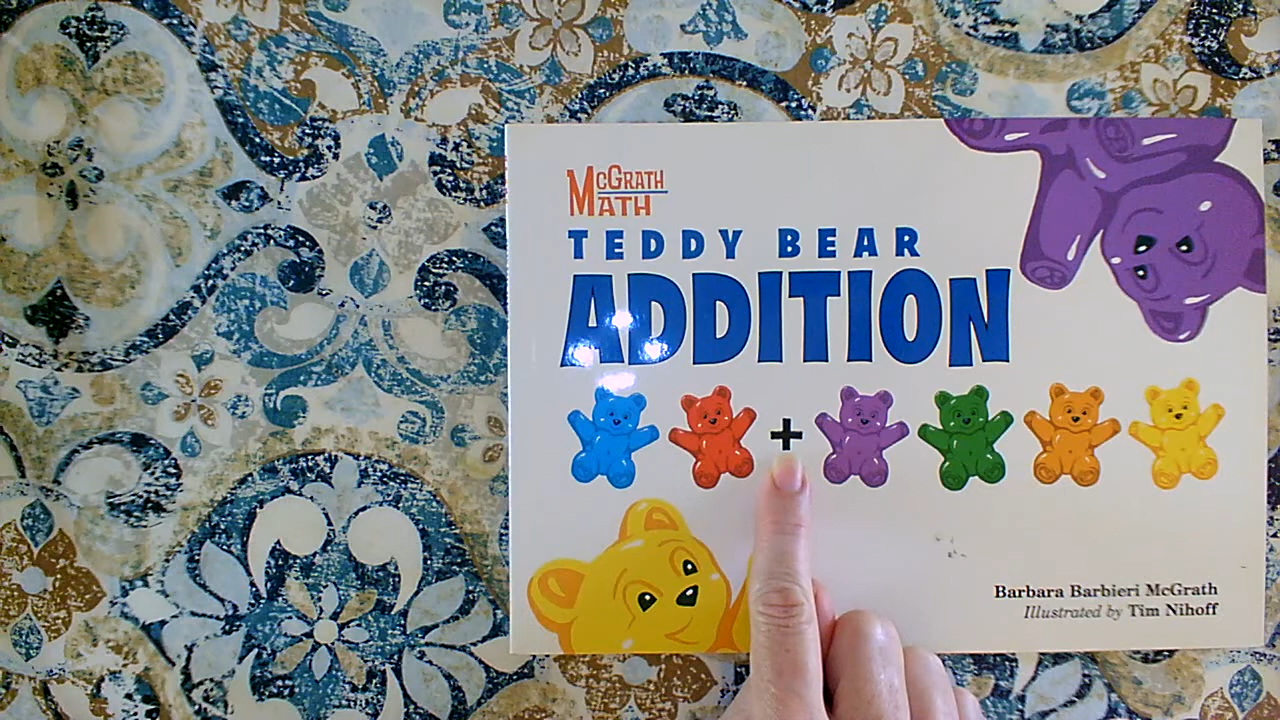 McGRATH
MATH
TEDDY BEAR
ADDITION
+
Barbara Barbieri McGrath
Illustrated by Tim Nihoff